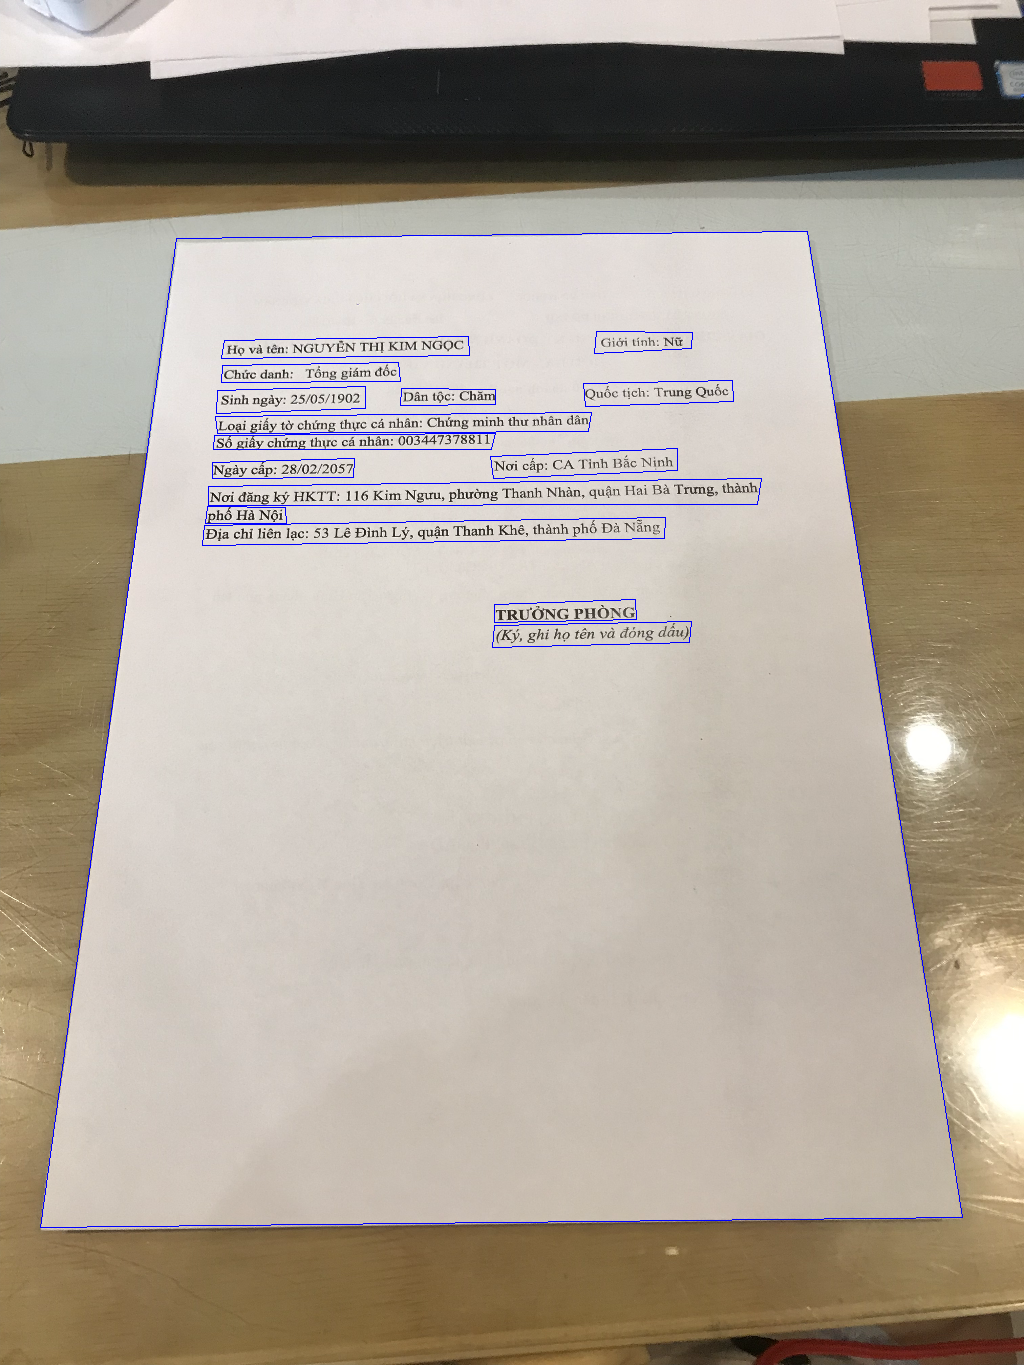 Họ và tên: NGUYỄN THỊ KIM NGỌC Giới tính: Nữ
Chức danh: Tổng giám đốc
Sinh ngày: 25/05/1902 Dân tộc: Chăm Quốc tịch: Trung Quốc
Loại giấy tờ chứng thực cá nhân: Chứng minh thư nhân dân
Số giấy chứng thực cá nhân: 003447378811
Ngày cấp: 28/02/2057 Nơi cấp: CA Tỉnh Bắc Ninh
Nơi đăng ký HKTT: 116 Kim Ngưu, phường Thanh Nhàn, quận Hai Bà Trưng, thành
phố Hà Nội
Địa chỉ liên lạc: 53 Lê Đình Lý, quận Thanh Khê, thành phố Đà Nẵng
TRƯỞNG PHÒNG
(Ký, ghi họ tên và đóng dấu)